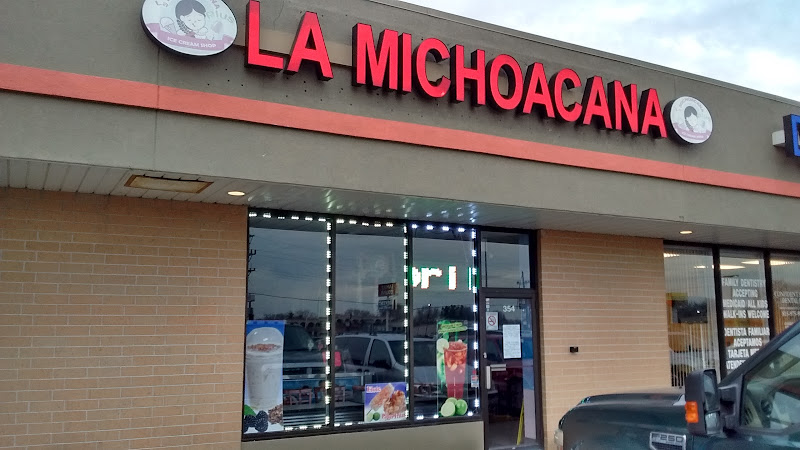 LA MICHOACANA
ICE CREAM SHOP
354
FAMILY DENTISTRY
ACCEPTING
MEDICAID/ALL KIDS
WALK-INS WELCOME
DENTISTA FAMILIAR
ACEPTAMOS
TARJETA
F250